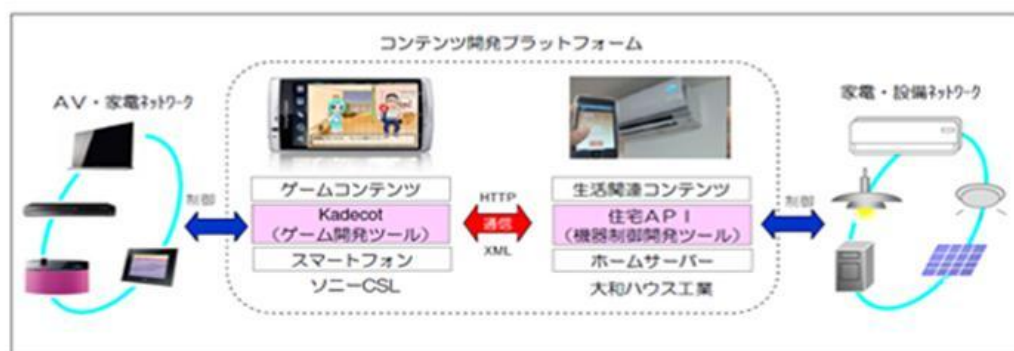 コンテンツ開発プラットフォーム
AV・家電ネットワーク
制御
ゲームコンテンツ
Kadecot
(ゲーム開発ツール)
スマートフォン
ソニーCSL
HTTP
通信
XML
生活関連コンテンツ
住宅API
(機器制御開発ツール)
ホームサーバー
大和ハウス工業
制御
家電・設備ネットワーク